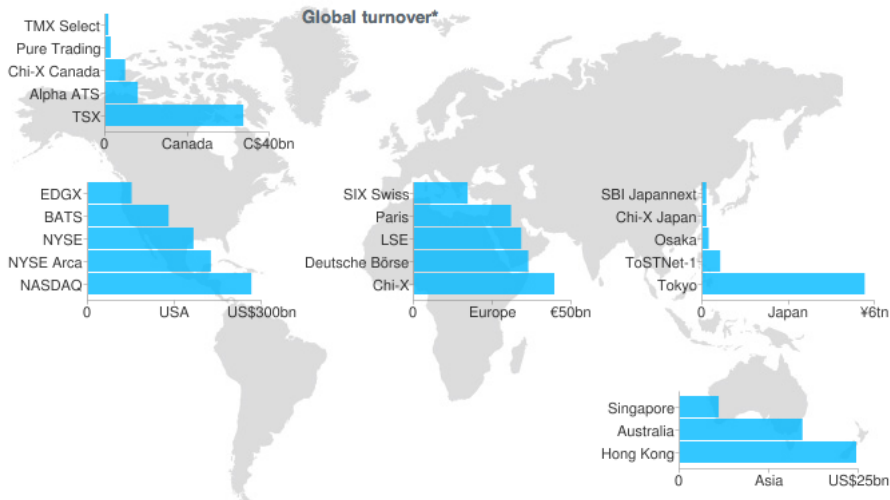 Global turnover*
TMX Select
Pure Trading
Chi-X Canada
Alpha ATS
TSX
0 Canada C$40bn
EDGX
BATS
NYSE
NYSE Arca
NASDAQ
0 USA US$300bn
SIX Swiss
Paris
LSE
Deutsche Börse
Chi-X
0 Europe €50bn
SBI Japannext
Chi-X Japan
Osaka
ToSTNet-1
Tokyo
0 Japan ¥6tn
Singapore
Australia
Hong Kong
0 Asia US$25bn